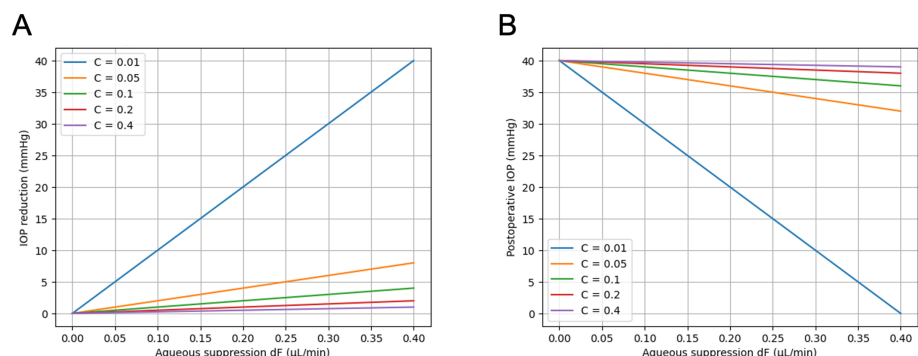 A
B
IOP reduction (mmHg)
40
35
30
25
20
15
10
5
0
C = 0.01
C = 0.05
C = 0.1
C = 0.2
C = 0.4
0.00 0.05 0.10 0.15 0.20 0.25 0.30 0.35 0.40
Aqueous suppression dF (µL/min)
Postoperative IOP (mmHg)
40
35
30
25
20
15
10
5
0
C = 0.01
C = 0.05
C = 0.1
C = 0.2
C = 0.4
0.00 0.05 0.10 0.15 0.20 0.25 0.30 0.35 0.40
Aqueous suppression dF (µL/min)